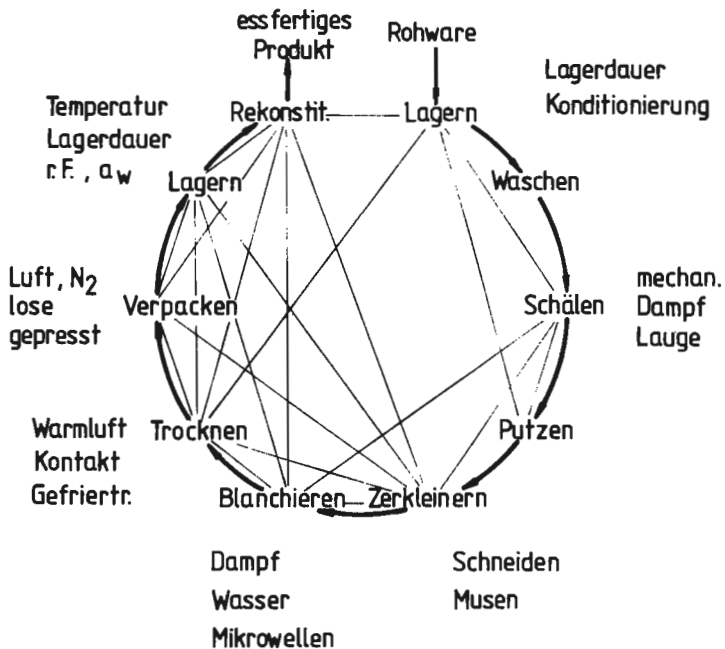 essfertiges
Produkt
Rohware
Lagerdauer
Konditionierung
Temperatur
Lagerdauer
r.F., a_w
Rekonstit.
Lagern
Lagern
Waschen
Luft, N₂
lose
gepresst
Verpacken
Schälen
mechan.
Dampf
Lauge
Warmluft
Kontakt
Gefriertr.
Trocknen
Putzen
Blanchieren
Zerkleinern
Dampf
Wasser
Mikrowellen
Schneiden
Musen